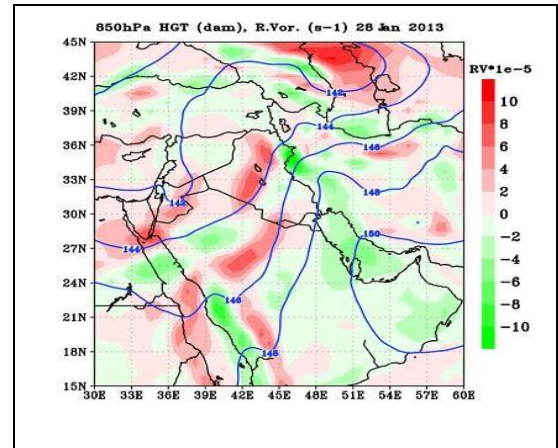 850hPa HGT (dam), R.Vor. (s-1) 28 Jan 2013
RV*1e-5
45N
42N
39N
36N
33N
30N
27N
24N
21N
18N
15N
30E 33E 36E 39E 42E 45E 48E 51E 54E 57E 60E
10
8
6
4
2
0
-2
-4
-6
-8
-10
142
144
146
148
142
150
144
146
148